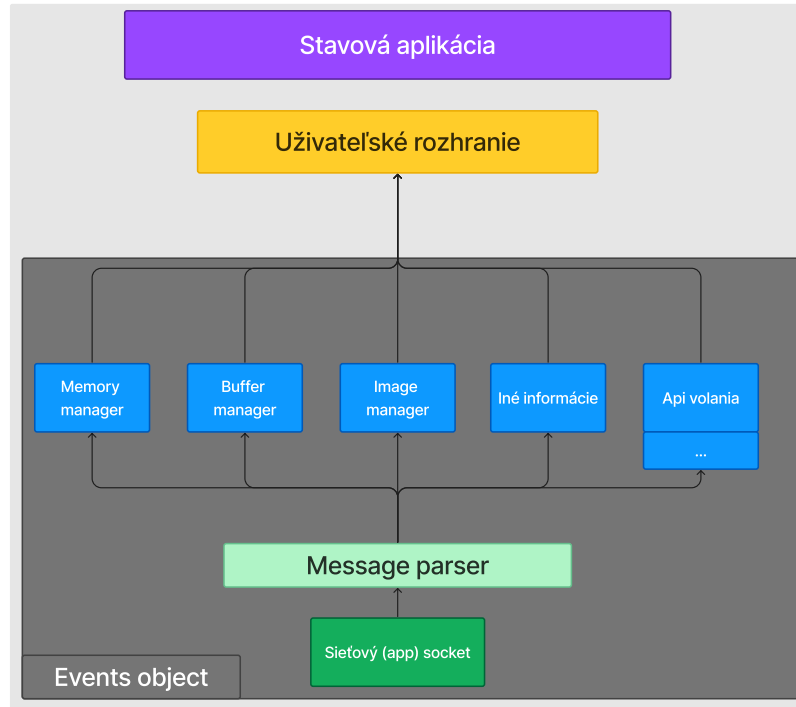 Stavová aplikácia
Uživateľské rozhranie
Memory
manager
Buffer
manager
Image
manager
Iné informácie
Api volania
...
Message parser
Sieťový (app) socket
Events object